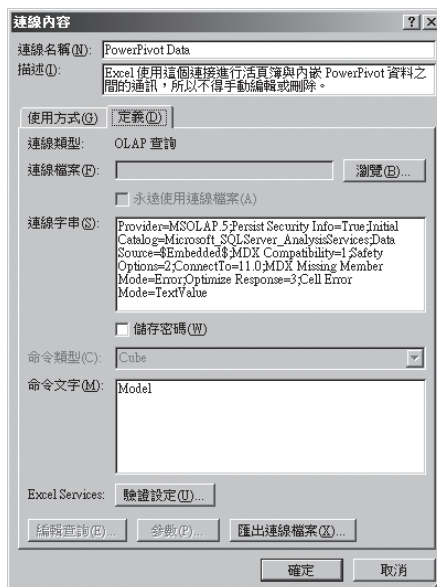 連線內容
連線名稱(N): PowerPivot Data
描述(I): Excel 使用這個連接進行活頁簿與內嵌 PowerPivot 資料之
間的通訊，所以不得手動編輯或刪除。
使用方式(G) 定義(D)
連線類型: OLAP 查詢
連線檔案(F): 瀏覽(B)...
永遠使用連線檔案(A)
連線字串(S): Provider=MSOLAP.5;Persist Security Info=True;Initial
Catalog=Microsoft_SQLServer_AnalysisServices;Data
Source=$Embedded$;MDX Compatibility=1;Safety
Options=2;ConnectTo=11.0;MDX Missing Member
Mode=Error;Optimize Response=3;Cell Error
Mode=TextValue
儲存密碼(W)
命令類型(C): Cube
命令文字(M): Model
Excel Services: 驗證設定(U)...
編輯查詢(E)... 參數(P)... 匯出連線檔案(X)...
確定 取消